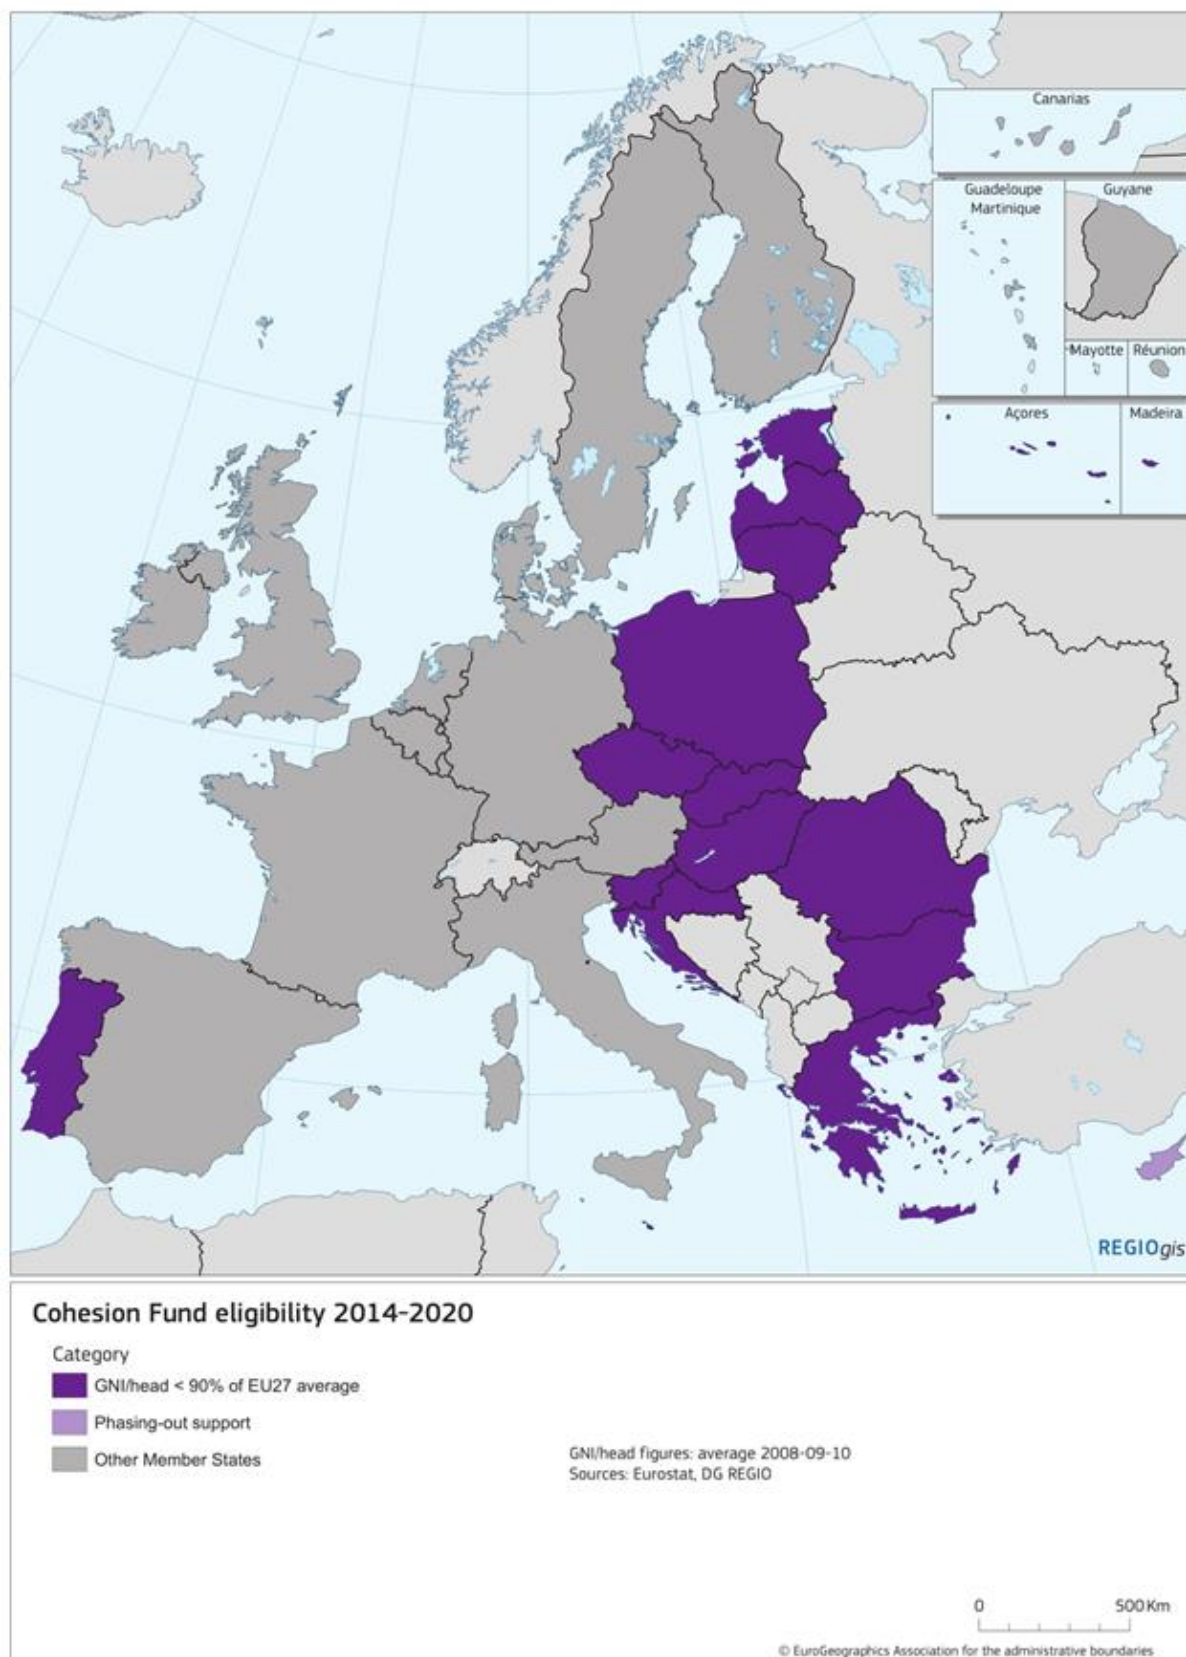 Canarias
Guadeloupe
Martinique
Guyane
Mayotte
Réunion
Açores
Madeira
REGIOgis
Cohesion Fund eligibility 2014-2020
Category
GNI/head < 90% of EU27 average
Phasing-out support
Other Member States
GNI/head figures: average 2008-09-10
Sources: Eurostat, DG REGIO
0 500 Km
© EuroGeographics Association for the administrative boundaries